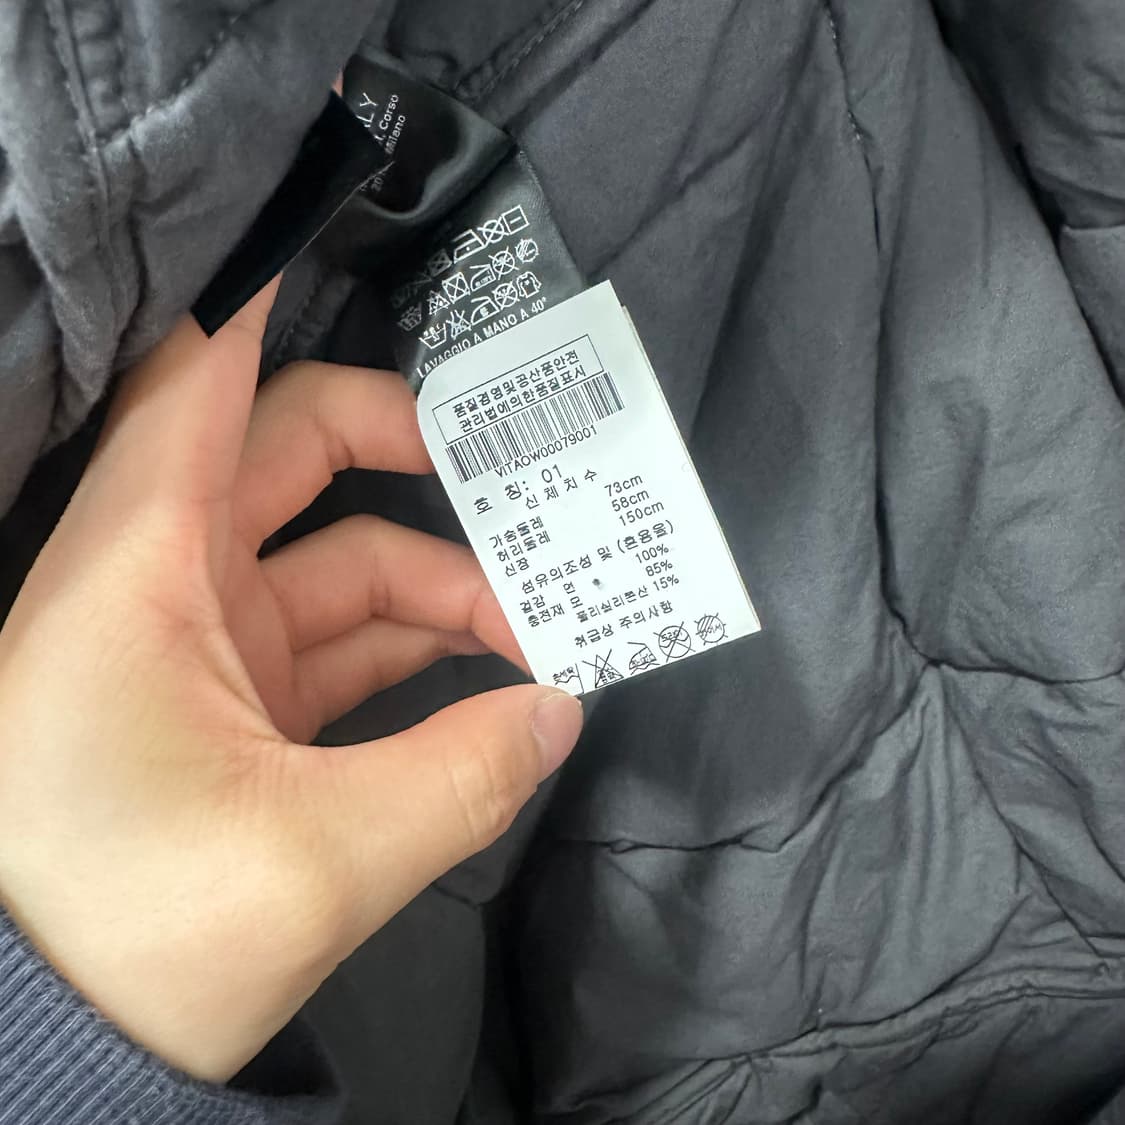 LY
Corso
Milano
LAVAGGIO A MANO A 40°
품질경영및공산품안전
관리법에의한품질표시
VITAOW00079001
호 칭: 01
신 체 치 수
가슴둘레 73cm
허리둘레 58cm
신장 150cm
섬유의조성 및 (혼용율)
겉감 면 100%
충전재 모 85%
폴리실리콘산 15%
취급상 주의사항